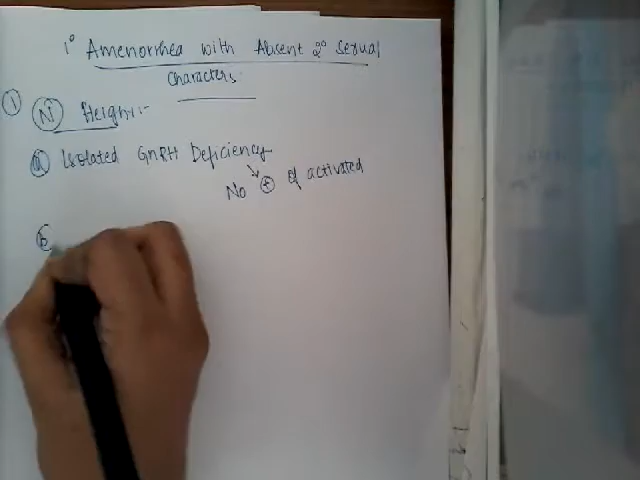 1° Amenorrhea with Absent 2° Sexual
Characters
① Ⓝ Height:-
ⓐ Isolated GnRH Deficiency
↘
No ⊕ of activated
ⓑ